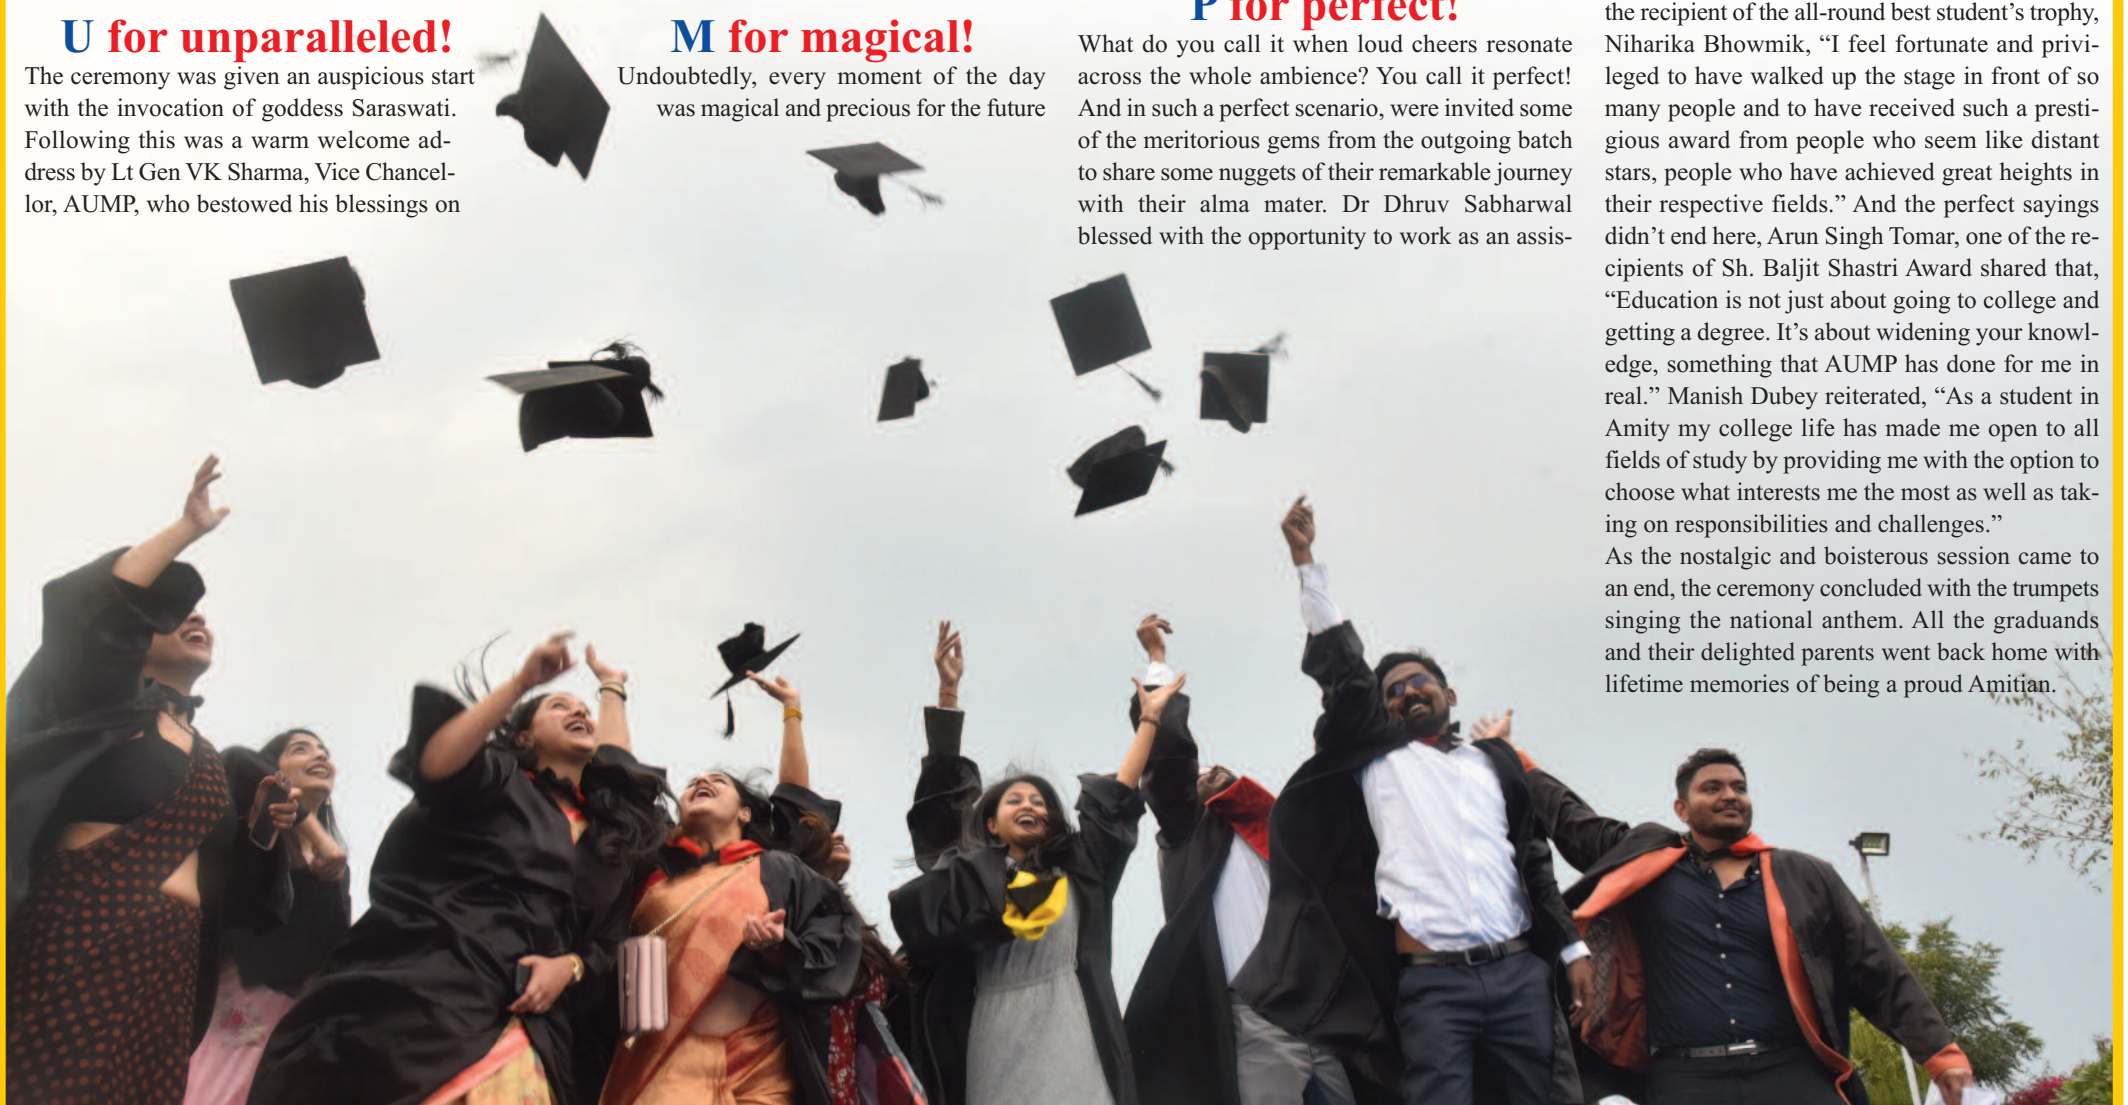 U for unparalleled!
The ceremony was given an auspicious start
with the invocation of goddess Saraswati.
Following this was a warm welcome ad-
dress by Lt Gen VK Sharma, Vice Chancel-
lor, AUMP, who bestowed his blessings on
M for magical!
Undoubtedly, every moment of the day
was magical and precious for the future
P for perfect!
What do you call it when loud cheers resonate
across the whole ambience? You call it perfect!
And in such a perfect scenario, were invited some
of the meritorious gems from the outgoing batch
to share some nuggets of their remarkable journey
with their alma mater. Dr Dhruv Sabharwal
blessed with the opportunity to work as an assis-
the recipient of the all-round best student’s trophy,
Niharika Bhowmik, “I feel fortunate and privi-
leged to have walked up the stage in front of so
many people and to have received such a presti-
gious award from people who seem like distant
stars, people who have achieved great heights in
their respective fields.” And the perfect sayings
didn’t end here, Arun Singh Tomar, one of the re-
cipients of Sh. Baljit Shastri Award shared that,
“Education is not just about going to college and
getting a degree. It’s about widening your knowl-
edge, something that AUMP has done for me in
real.” Manish Dubey reiterated, “As a student in
Amity my college life has made me open to all
fields of study by providing me with the option to
choose what interests me the most as well as tak-
ing on responsibilities and challenges.”
As the nostalgic and boisterous session came to
an end, the ceremony concluded with the trumpets
singing the national anthem. All the graduands
and their delighted parents went back home with
lifetime memories of being a proud Amitian.